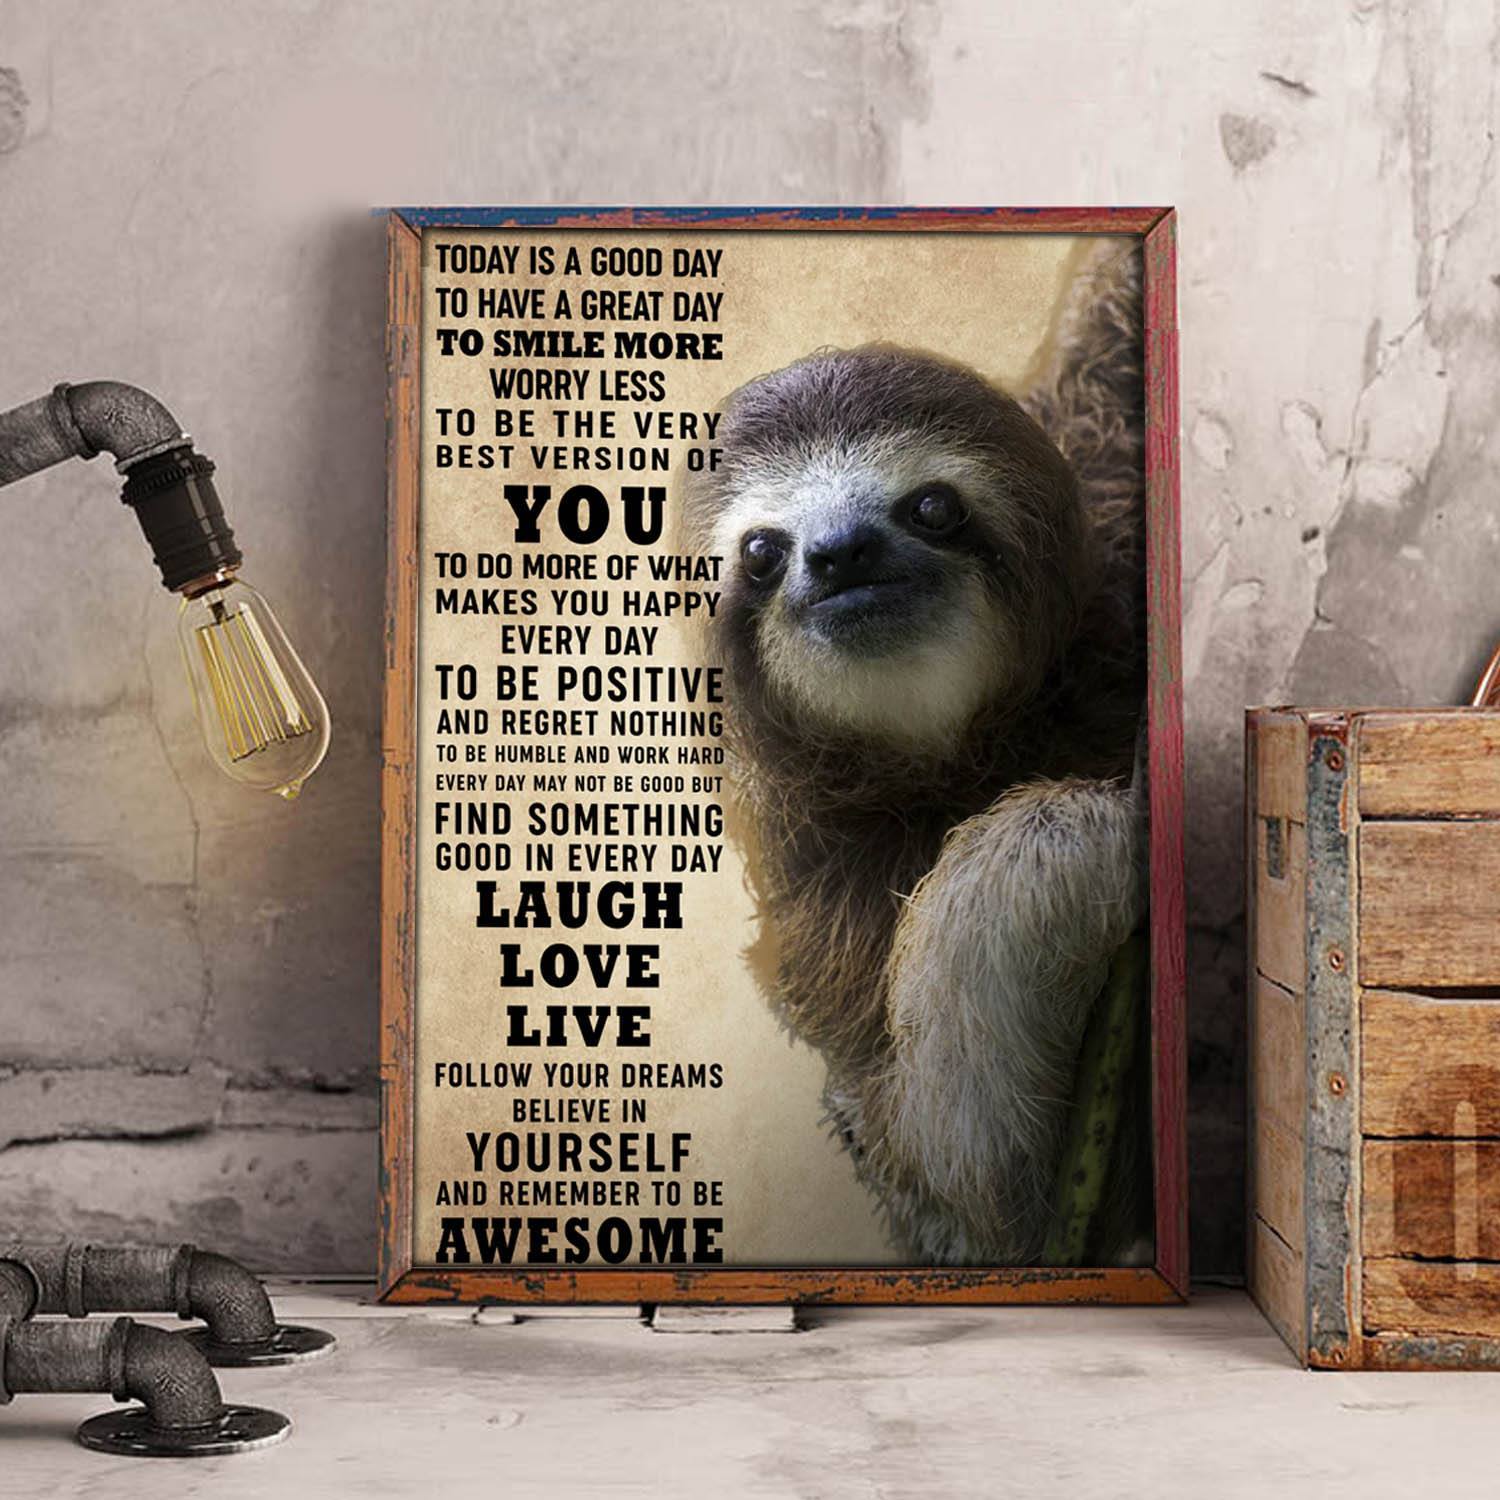 TODAY IS A GOOD DAY
TO HAVE A GREAT DAY
TO SMILE MORE
WORRY LESS
TO BE THE VERY
BEST VERSION OF
YOU
TO DO MORE OF WHAT
MAKES YOU HAPPY
EVERY DAY
TO BE POSITIVE
AND REGRET NOTHING
TO BE HUMBLE AND WORK HARD
EVERY DAY MAY NOT BE GOOD BUT
FIND SOMETHING
GOOD IN EVERY DAY
LAUGH
LOVE
LIVE
FOLLOW YOUR DREAMS
BELIEVE IN
YOURSELF
AND REMEMBER TO BE
AWESOME